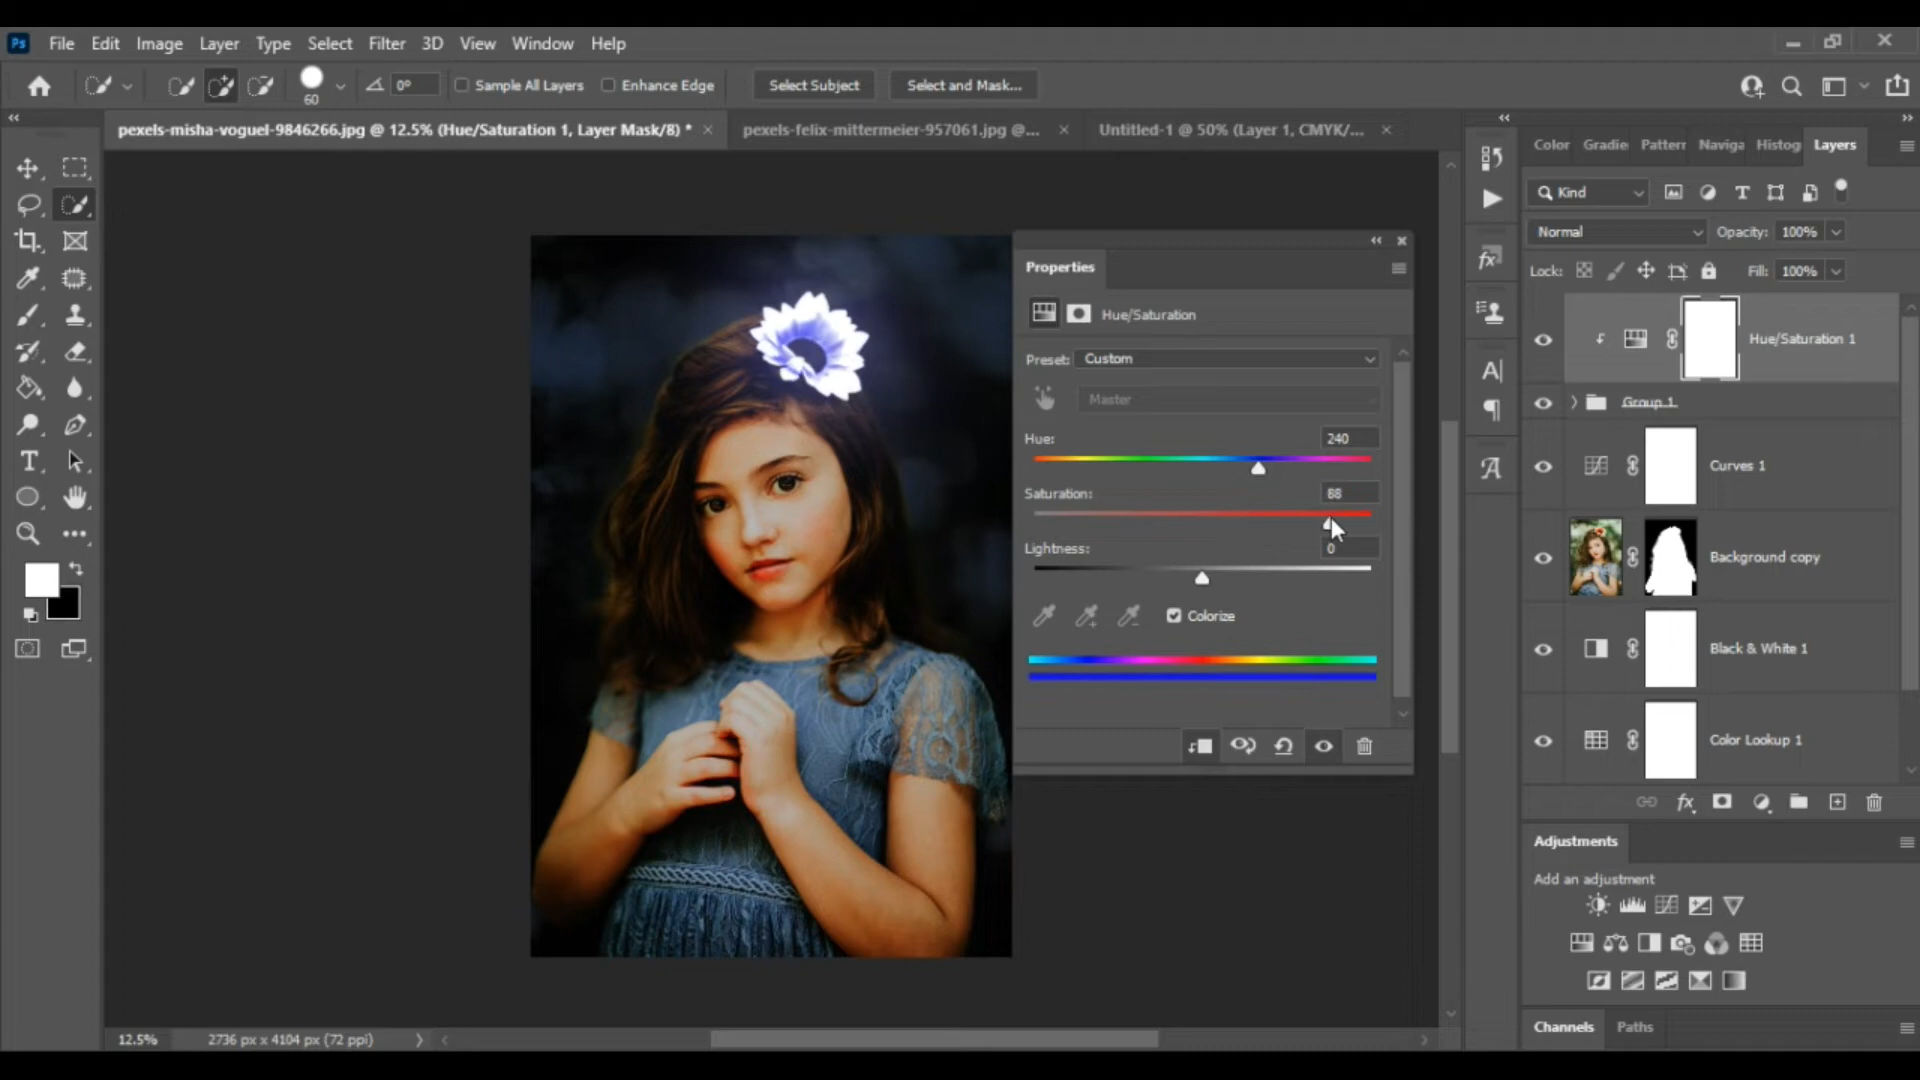 Ps File Edit Image Layer Type Select Filter 3D View Window Help
60 0° Sample All Layers Enhance Edge Select Subject Select and Mask...
pexels-misha-voguel-9846266.jpg @ 12.5% (Hue/Saturation 1, Layer Mask/8) * pexels-felix-mittermeier-957061.jpg @... Untitled-1 @ 50% (Layer 1, CMYK/...
Color Gradie Pattern Naviga Histog Layers
Kind
Normal Opacity: 100%
Lock: Fill: 100%
Properties
Hue/Saturation
Preset: Custom
Master
Hue: 240
Saturation: 88
Lightness: 0
Colorize
Hue/Saturation 1
Group 1
Curves 1
Background copy
Black & White 1
Color Lookup 1
Adjustments
Add an adjustment
Channels Paths
12.5% 2736 px x 4104 px (72 ppi)